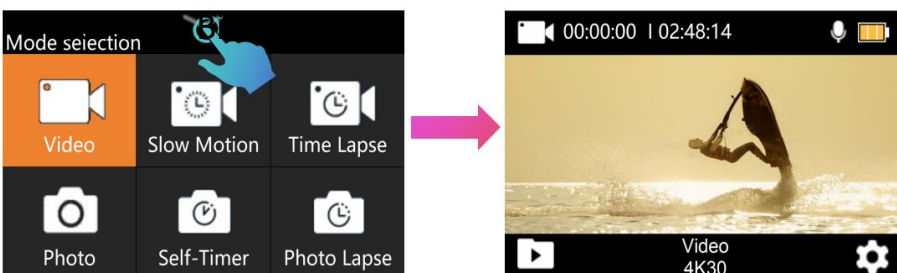 Mode seiection
Video
Slow Motion
Time Lapse
Photo
Self-Timer
Photo Lapse
00:00:00 I 02:48:14
Video
4K30